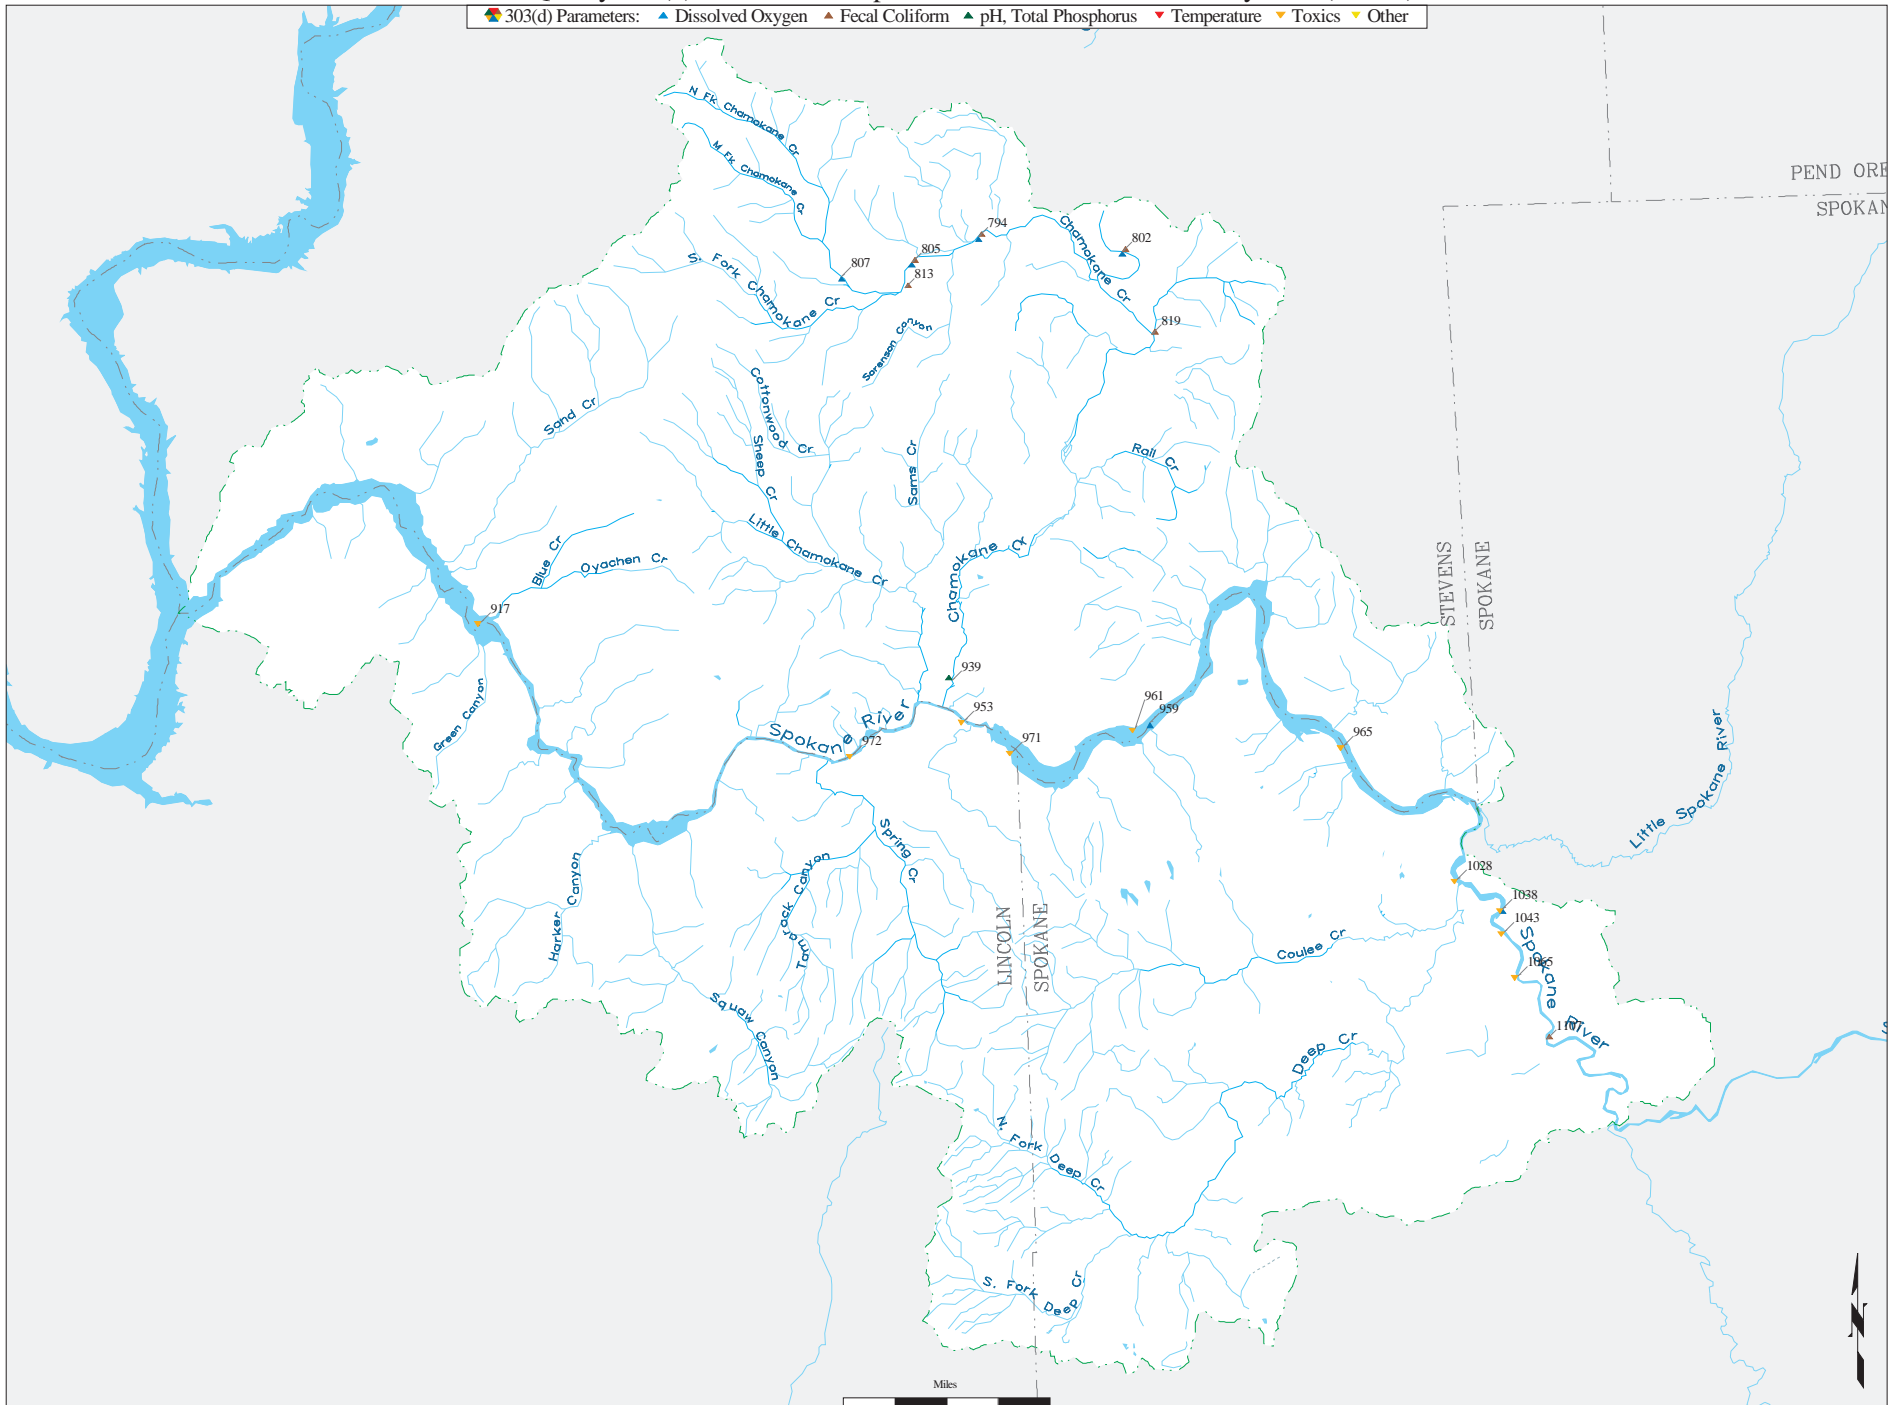 303(d) Parameters: Dissolved Oxygen Fecal Coliform pH, Total Phosphorus Temperature Toxics Other
N Fk Chamokane Cr
M Fk Chamokane Cr
PEND ORE
SPOKAN
794
802
805
807
813
S. Fork Chamokane Cr
Chamokane Cr
819
Sorenson Canyon
Cottonwood Cr.
Sand Cr
Sheep Cr
Sams Cr
Rail Cr
Little Chamokane Cr
Chamokane Cr
Blue Cr
Oyachen Cr
STEVENS
SPOKANE
917
939
953
961
959
971
972
965
Green Canyon
Spokane River
Little Spokane River
Spring Cr
Tamarack Canyon
Harker Canyon
1028
1038
1043
1065
1101
Spokane River
LINCOLN
SPOKANE
Coulee Cr
Squaw Canyon
Deep Cr
N. Fork Deep Cr
S. Fork Deep Cr
N
Miles